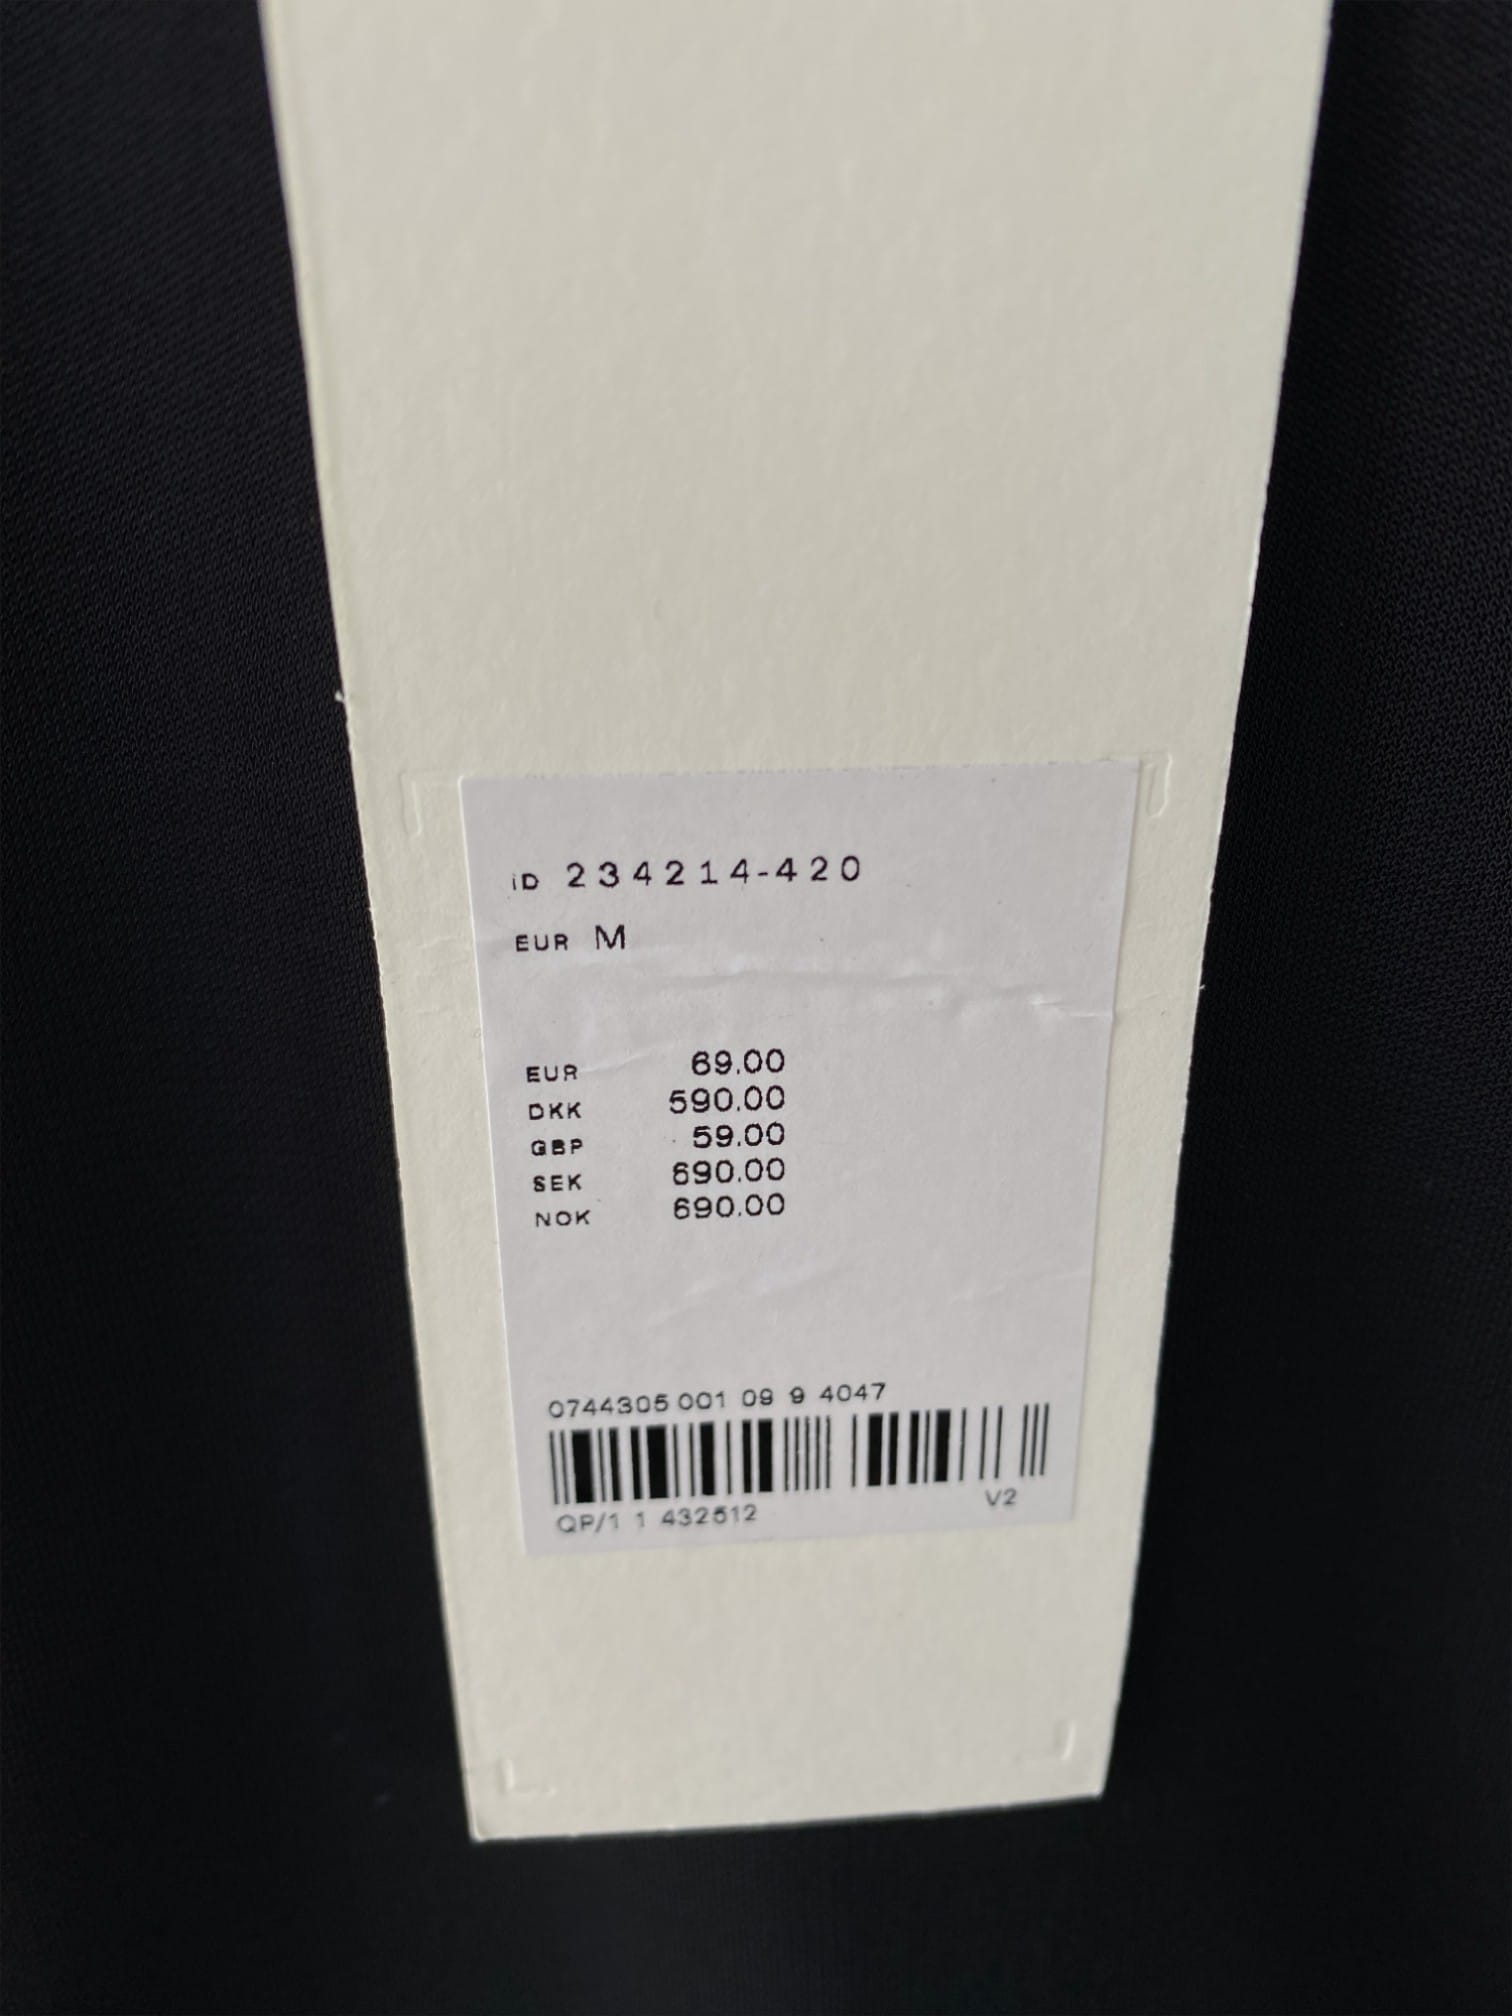 iD 234214-420
EUR M
EUR 69.00
DKK 590.00
GBP 59.00
SEK 690.00
NOK 690.00
0744305 001 09 9 4047
QP/1 1 432512 V2